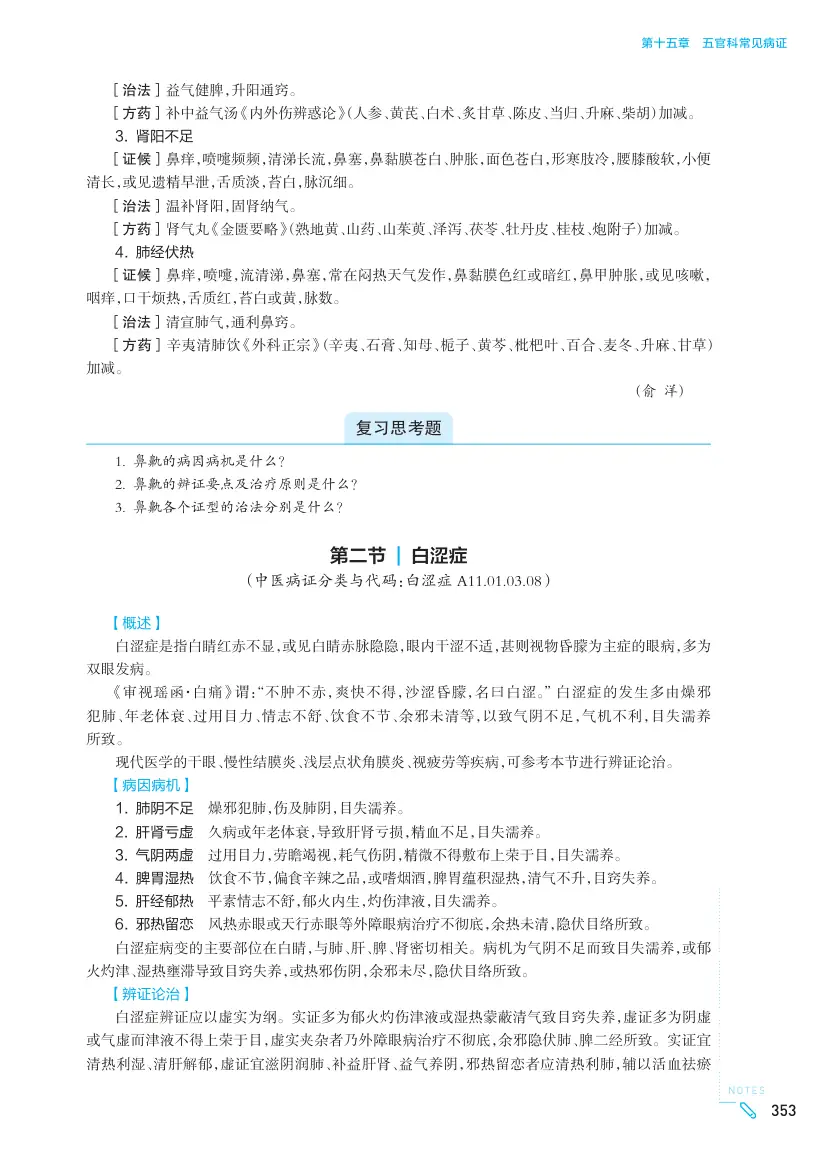 第十五章　五官科常见病证
［治法］益气健脾,升阳通窍。
［方药］补中益气汤《内外伤辨惑论》(人参、黄芪、白术、炙甘草、陈皮、当归、升麻、柴胡)加减。
3. 肾阳不足
［证候］鼻痒,喷嚏频频,清涕长流,鼻塞,鼻黏膜苍白、肿胀,面色苍白,形寒肢冷,腰膝酸软,小便
清长,或见遗精早泄,舌质淡,苔白,脉沉细。
［治法］温补肾阳,固肾纳气。
［方药］肾气丸《金匮要略》(熟地黄、山药、山茱萸、泽泻、茯苓、牡丹皮、桂枝、炮附子)加减。
4. 肺经伏热
［证候］鼻痒,喷嚏,流清涕,鼻塞,常在闷热天气发作,鼻黏膜色红或暗红,鼻甲肿胀,或见咳嗽,
咽痒,口干烦热,舌质红,苔白或黄,脉数。
［治法］清宣肺气,通利鼻窍。
［方药］辛夷清肺饮《外科正宗》(辛夷、石膏、知母、栀子、黄芩、枇杷叶、百合、麦冬、升麻、甘草)
加减。
(俞 洋)
复习思考题
1. 鼻鼽的病因病机是什么?
2. 鼻鼽的辨证要点及治疗原则是什么?
3. 鼻鼽各个证型的治法分别是什么?
第二节 | 白涩症
(中医病证分类与代码:白涩症 A11.01.03.08)
【概述】
白涩症是指白睛红赤不显,或见白睛赤脉隐隐,眼内干涩不适,甚则视物昏矇为主症的眼病,多为
双眼发病。
《审视瑶函·白痛》谓:“不肿不赤,爽快不得,沙涩昏矇,名曰白涩。”白涩症的发生多由燥邪
犯肺、年老体衰、过用目力、情志不舒、饮食不节、余邪未清等,以致气阴不足,气机不利,目失濡养
所致。
现代医学的干眼、慢性结膜炎、浅层点状角膜炎、视疲劳等疾病,可参考本节进行辨证论治。
【病因病机】
1. 肺阴不足　燥邪犯肺,伤及肺阴,目失濡养。
2. 肝肾亏虚　久病或年老体衰,导致肝肾亏损,精血不足,目失濡养。
3. 气阴两虚　过用目力,劳瞻竭视,耗气伤阴,精微不得敷布上荣于目,目失濡养。
4. 脾胃湿热　饮食不节,偏食辛辣之品,或嗜烟酒,脾胃蕴积湿热,清气不升,目窍失养。
5. 肝经郁热　平素情志不舒,郁火内生,灼伤津液,目失濡养。
6. 邪热留恋　风热赤眼或天行赤眼等外障眼病治疗不彻底,余热未清,隐伏目络所致。
白涩症病变的主要部位在白睛,与肺、肝、脾、肾密切相关。病机为气阴不足而致目失濡养,或郁
火灼津、湿热壅滞导致目窍失养,或热邪伤阴,余邪未尽,隐伏目络所致。
【辨证论治】
白涩症辨证应以虚实为纲。实证多为郁火灼伤津液或湿热蒙蔽清气致目窍失养,虚证多为阴虚
或气虚而津液不得上荣于目,虚实夹杂者乃外障眼病治疗不彻底,余邪隐伏肺、脾二经所致。实证宜
清热利湿、清肝解郁,虚证宜滋阴润肺、补益肝肾、益气养阴,邪热留恋者应清热利肺,辅以活血祛瘀
NOTES
353